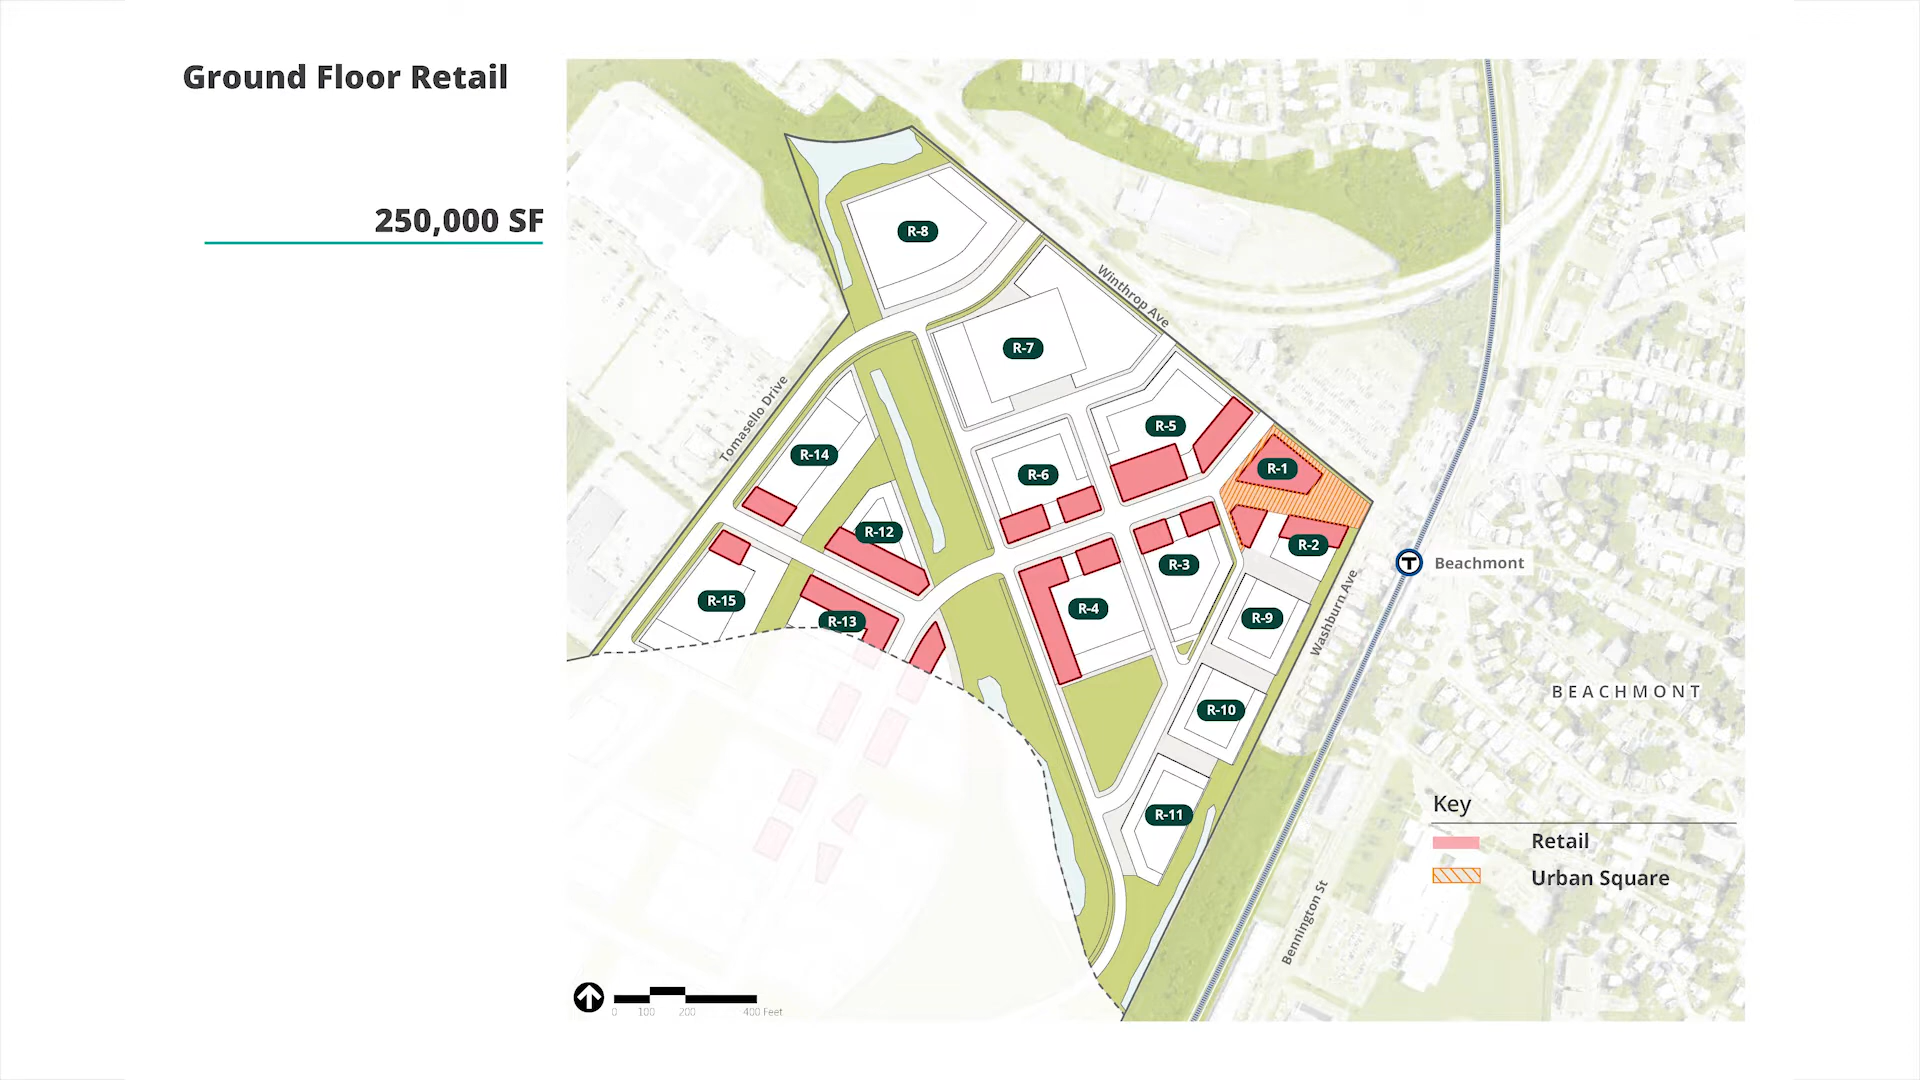 Ground Floor Retail
250,000 SF
R-8
Winthrop Ave
R-7
Tomasello Drive
R-5
R-14
R-6
R-1
R-12
R-2
R-3
T
Beachmont
R-15
R-4
R-13
R-9
Washburn Ave
BEACHMONT
R-10
Key
R-11
Retail
Urban Square
Bennington St
0 100 200 400 Feet